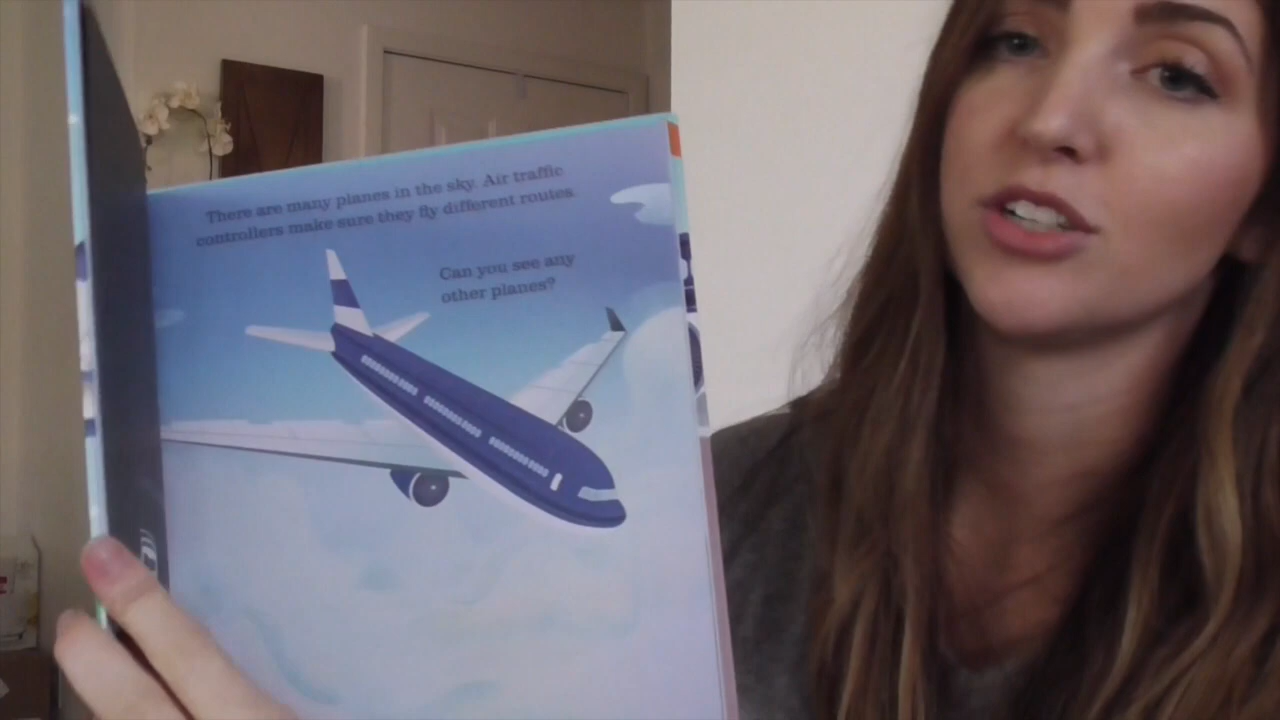 There are many planes in the sky. Air traffic
controllers make sure they fly different routes.
Can you see any
other planes?